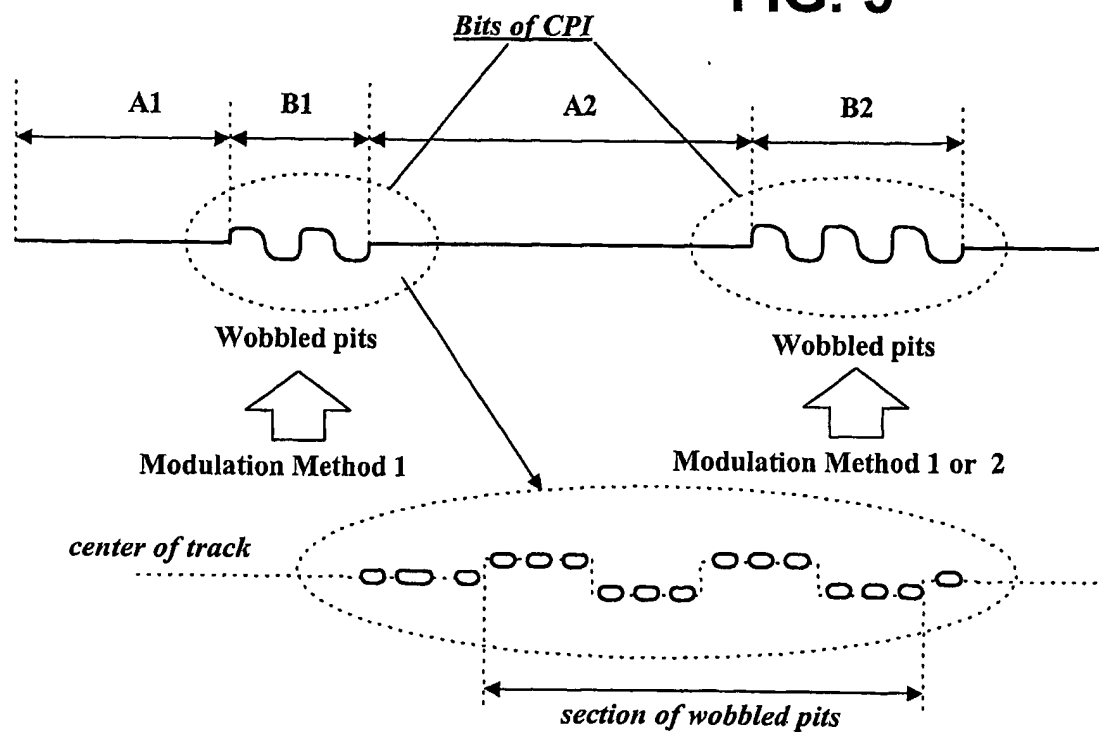 Bits of CPI
A1 B1 A2 B2
Wobbled pits Wobbled pits
Modulation Method 1 Modulation Method 1 or 2
center of track
section of wobbled pits